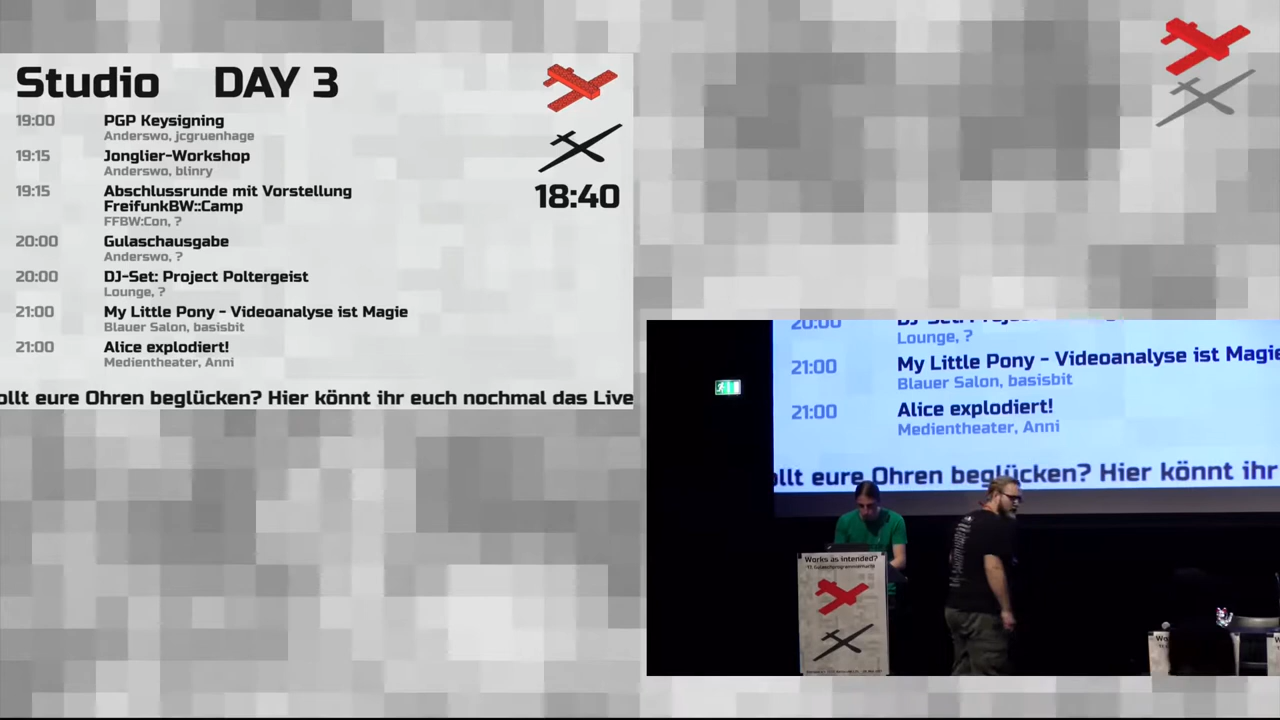 Studio DAY 3
19:00 PGP Keysigning
Anderswo, jcgruenhage
19:15 Jonglier-Workshop
Anderswo, blinry
19:15 Abschlussrunde mit Vorstellung
FreifunkBW::Camp
FFBW:Con, ?
20:00 Gulaschausgabe
Anderswo, ?
20:00 DJ-Set: Project Poltergeist
Lounge, ?
21:00 My Little Pony - Videoanalyse ist Magie
Blauer Salon, basisbit
21:00 Alice explodiert!
Medientheater, Anni
18:40
ollt eure Ohren beglücken? Hier könnt ihr euch nochmal das Live
20:00 DJ-Set:
Lounge, ?
21:00 My Little Pony - Videoanalyse ist Magie
Blauer Salon, basisbit
21:00 Alice explodiert!
Medientheater, Anni
ollt eure Ohren beglücken? Hier könnt ihr
Works as intended?